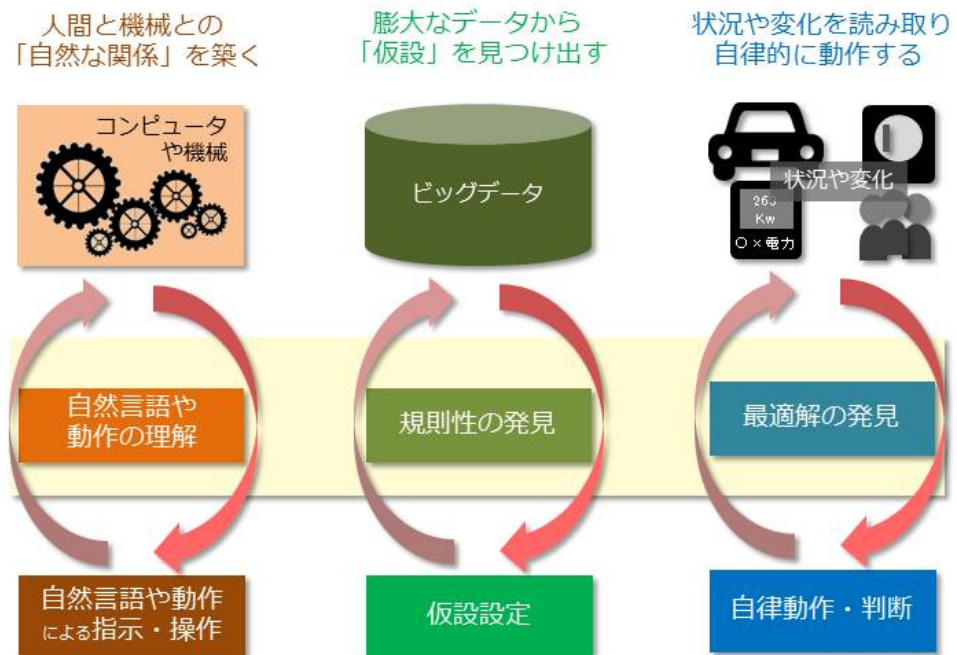 人間と機械との
「自然な関係」を築く
膨大なデータから
「仮設」を見つけ出す
状況や変化を読み取り
自律的に動作する
コンピュータ
や機械
ビッグデータ
状況や変化
263
Kw
○×電力
自然言語や
動作の理解
規則性の発見
最適解の発見
自然言語や動作
による指示・操作
仮設設定
自律動作・判断